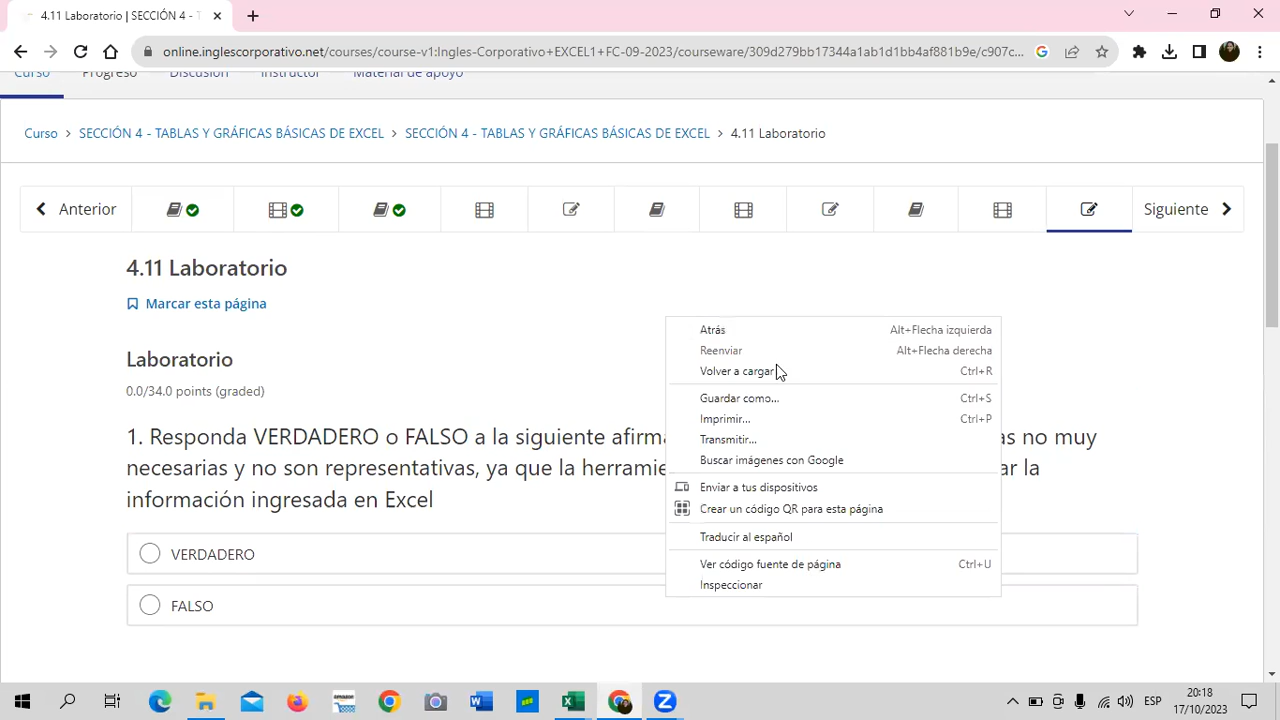 4.11 Laboratorio | SECCIÓN 4 - T
online.inglescorporativo.net/courses/course-v1:Ingles-Corporativo+EXCEL1+FC-09-2023/courseware/309d279bb17344a1ab1d1bb4af881b9e/c907c...
Curso Progreso Discusión Instructor Material de apoyo
Curso > SECCIÓN 4 - TABLAS Y GRÁFICAS BÁSICAS DE EXCEL > SECCIÓN 4 - TABLAS Y GRÁFICAS BÁSICAS DE EXCEL > 4.11 Laboratorio
Anterior Siguiente
4.11 Laboratorio
Marcar esta página
Laboratorio
0.0/34.0 points (graded)
1. Responda VERDADERO o FALSO a la siguiente afirma as no muy
necesarias y no son representativas, ya que la herramie ar la
información ingresada en Excel
VERDADERO
FALSO
Atrás Alt+Flecha izquierda
Reenviar Alt+Flecha derecha
Volver a cargar Ctrl+R
Guardar como... Ctrl+S
Imprimir... Ctrl+P
Transmitir...
Buscar imágenes con Google
Enviar a tus dispositivos
Crear un código QR para esta página
Traducir al español
Ver código fuente de página Ctrl+U
Inspeccionar
ESP
20:18
17/10/2023